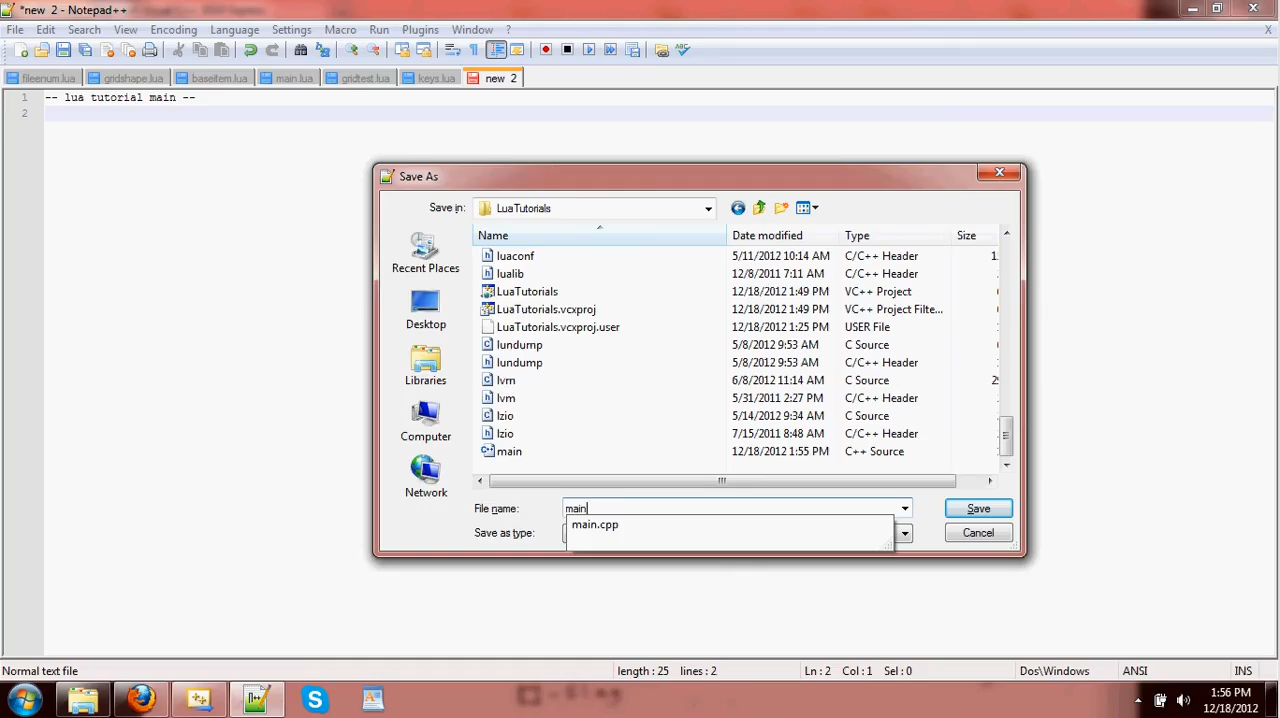 *new 2 - Notepad++
File Edit Search View Encoding Language Settings Macro Run Plugins Window ? X
fileenum.lua gridshape.lua baseitem.lua main.lua gridtest.lua keys.lua new 2
1 -- lua tutorial main --
2
Save As
Save in: LuaTutorials
Name Date modified Type Size
luaconf 5/11/2012 10:14 AM C/C++ Header
lualib 12/8/2011 7:11 AM C/C++ Header
LuaTutorials 12/18/2012 1:49 PM VC++ Project
LuaTutorials.vcxproj 12/18/2012 1:49 PM VC++ Project Filte...
LuaTutorials.vcxproj.user 12/18/2012 1:25 PM USER File
lundump 5/8/2012 9:53 AM C Source
lundump 5/8/2012 9:53 AM C/C++ Header
lvm 6/8/2012 11:14 AM C Source
lvm 5/31/2011 2:27 PM C/C++ Header
lzio 5/14/2012 9:34 AM C Source
lzio 7/15/2011 8:48 AM C/C++ Header
main 12/18/2012 1:55 PM C++ Source
Recent Places
Desktop
Libraries
Computer
Network
File name: main Save
main.cpp
Save as type: Cancel
Normal text file length : 25 lines : 2 Ln : 2 Col : 1 Sel : 0 Dos\Windows ANSI INS
1:56 PM
12/18/2012